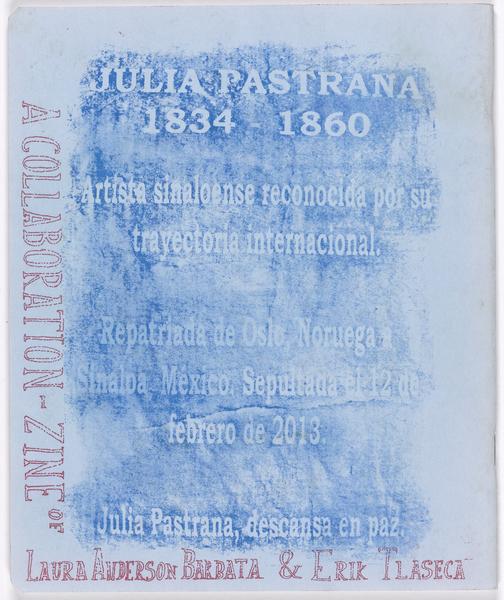 JULIA PASTRANA
1834 - 1860
Artista sinaloense reconocida por su
trayectoria internacional.
Repatriada de Oslo, Noruega a
Sinaloa, México. Sepultada el 12 de
febrero de 2013.
Julia Pastrana, descansa en paz.
A COLLABORATION - ZINE OF
LAURA ANDERSON BARBATA & ERIK TLASECA